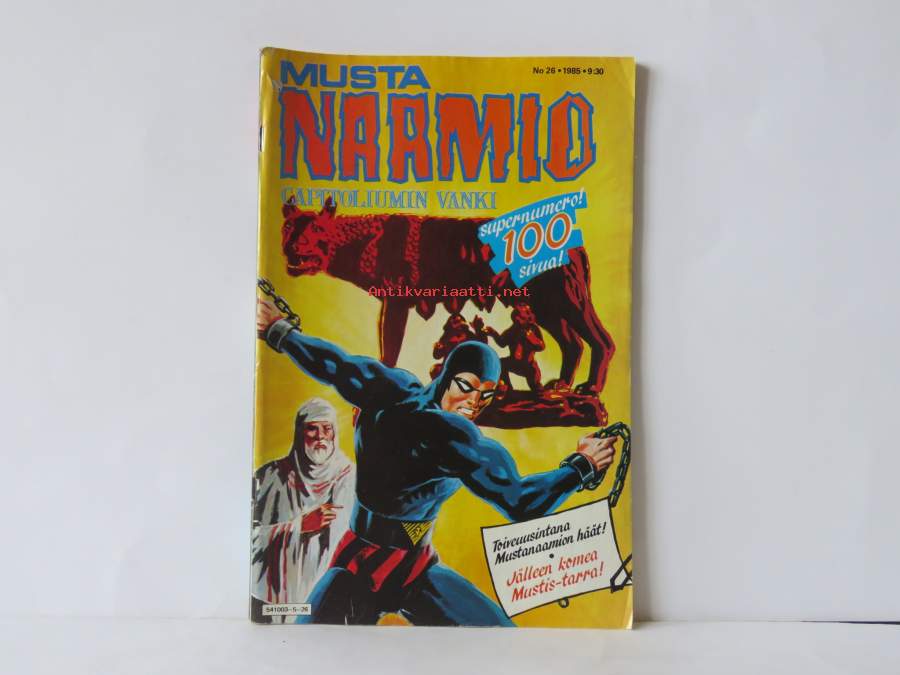 MUSTA
No 26 • 1985 • 9:30
NAAMIO
CAPITOLIUMIN VANKI
supernumero!
100
sivua!
Antikvariaatti.net
Toiveuusintana
Mustanaamion häät!
•
Jälleen komea
Mustis-tarra!
541003-5-26